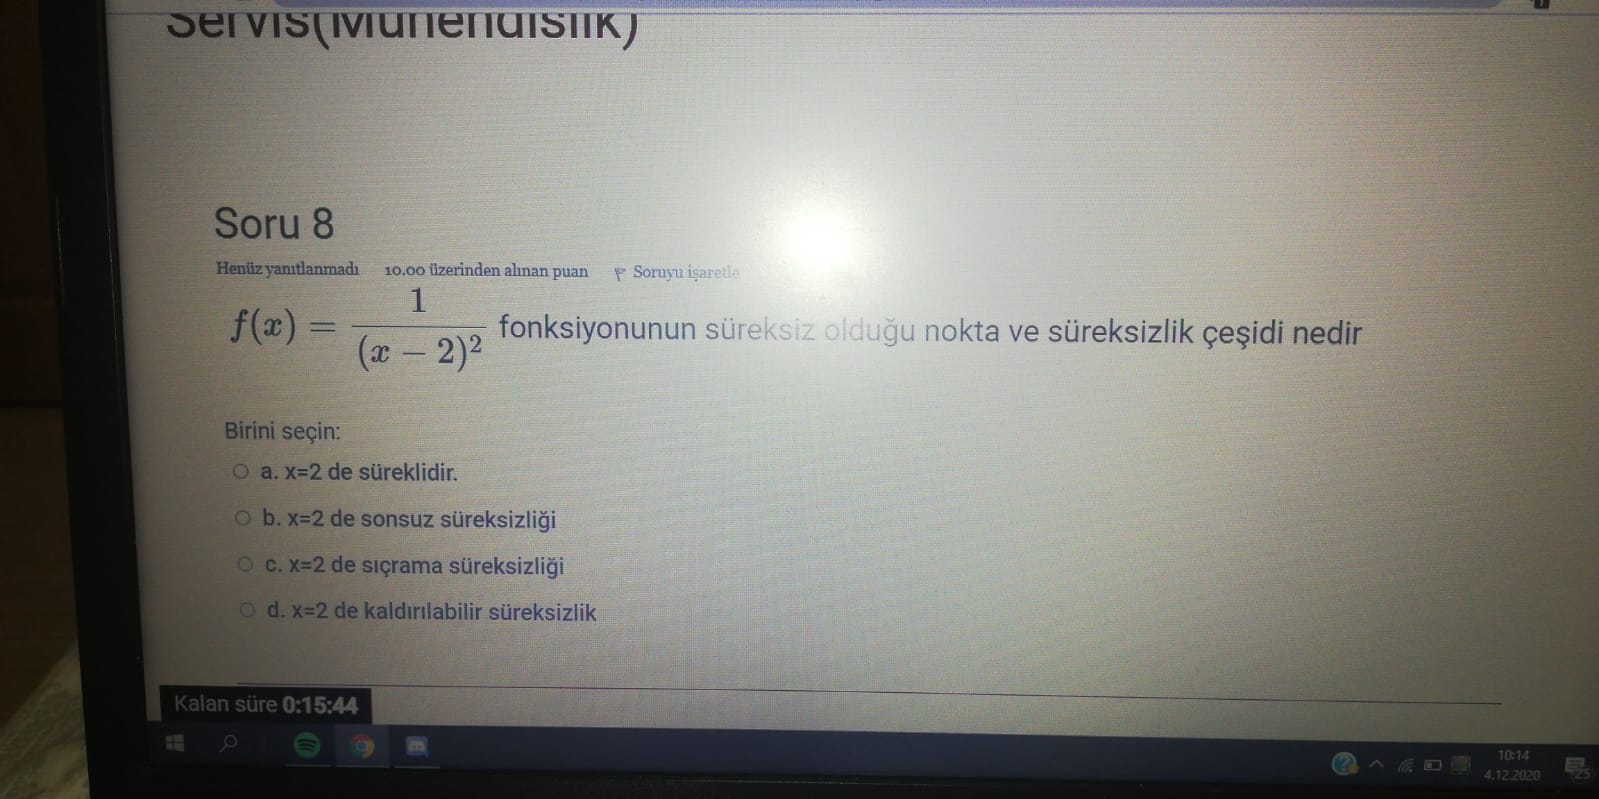 Servis(Mühendislik)
Soru 8
Henüz yanıtlanmadı 10.00 üzerinden alınan puan Soruyu işaretle
f(x) = 1 / (x − 2)² fonksiyonunun süreksiz olduğu nokta ve süreksizlik çeşidi nedir
Birini seçin:
a. x=2 de süreklidir.
b. x=2 de sonsuz süreksizliği
c. x=2 de sıçrama süreksizliği
d. x=2 de kaldırılabilir süreksizlik
Kalan süre 0:15:44
10:14
4.12.2020
25